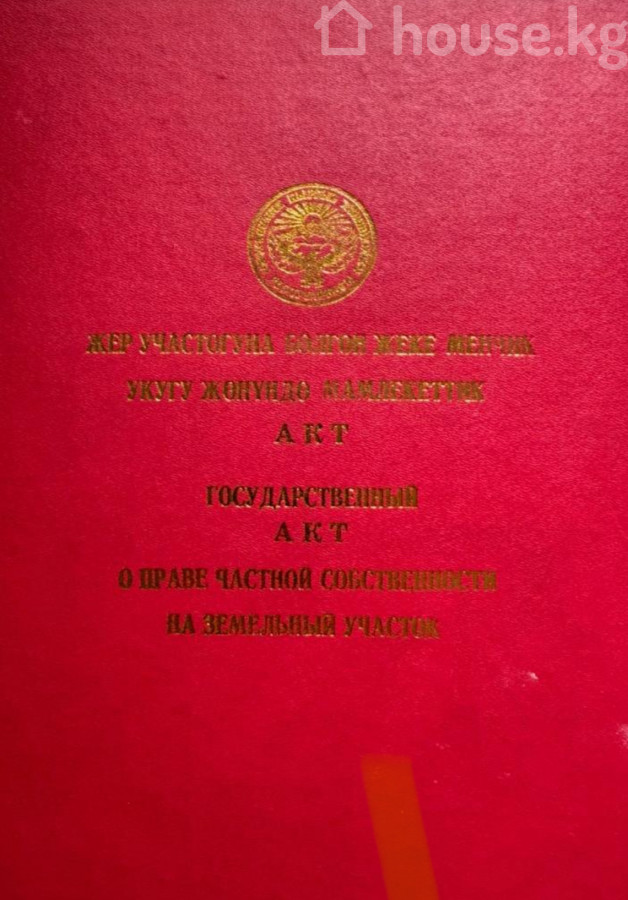 house.kg
ЖЕР УЧАСТОГУНА БОЛГОН ЖЕКЕ МЕНЧИК
УКУГУ ЖӨНҮНДӨ МАМЛЕКЕТТИК
АКТ
ГОСУДАРСТВЕННЫЙ
АКТ
О ПРАВЕ ЧАСТНОЙ СОБСТВЕННОСТИ
НА ЗЕМЕЛЬНЫЙ УЧАСТОК